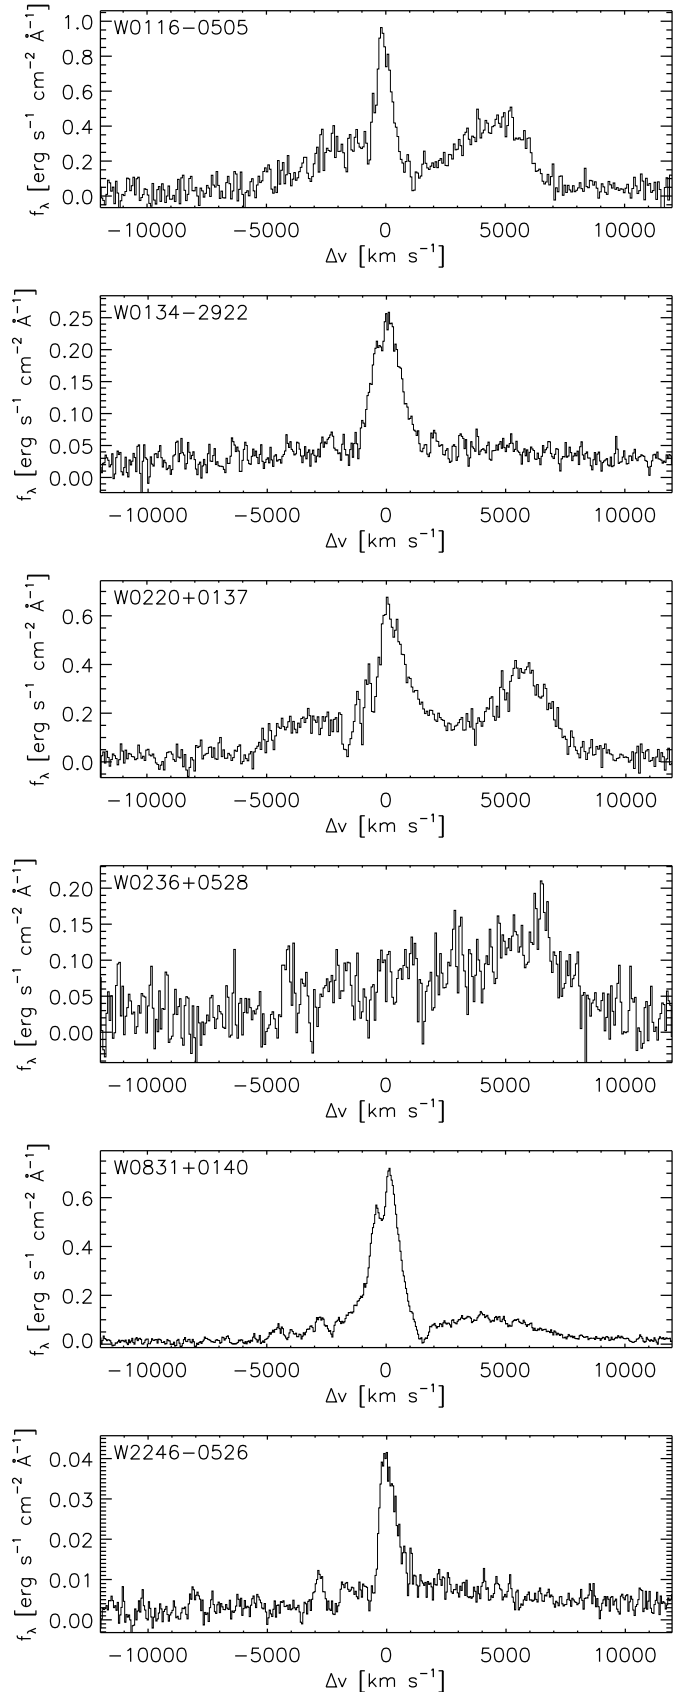 W0116−0505
1.0
0.8
0.6
0.4
0.2
0.0
f_λ [erg s⁻¹ cm⁻² Å⁻¹]
−10000 −5000 0 5000 10000
Δv [km s⁻¹]
W0134−2922
0.25
0.20
0.15
0.10
0.05
0.00
f_λ [erg s⁻¹ cm⁻² Å⁻¹]
−10000 −5000 0 5000 10000
Δv [km s⁻¹]
W0220+0137
0.6
0.4
0.2
0.0
f_λ [erg s⁻¹ cm⁻² Å⁻¹]
−10000 −5000 0 5000 10000
Δv [km s⁻¹]
W0236+0528
0.20
0.15
0.10
0.05
0.00
f_λ [erg s⁻¹ cm⁻² Å⁻¹]
−10000 −5000 0 5000 10000
Δv [km s⁻¹]
W0831+0140
0.6
0.4
0.2
0.0
f_λ [erg s⁻¹ cm⁻² Å⁻¹]
−10000 −5000 0 5000 10000
Δv [km s⁻¹]
W2246−0526
0.04
0.03
0.02
0.01
0.00
f_λ [erg s⁻¹ cm⁻² Å⁻¹]
−10000 −5000 0 5000 10000
Δv [km s⁻¹]